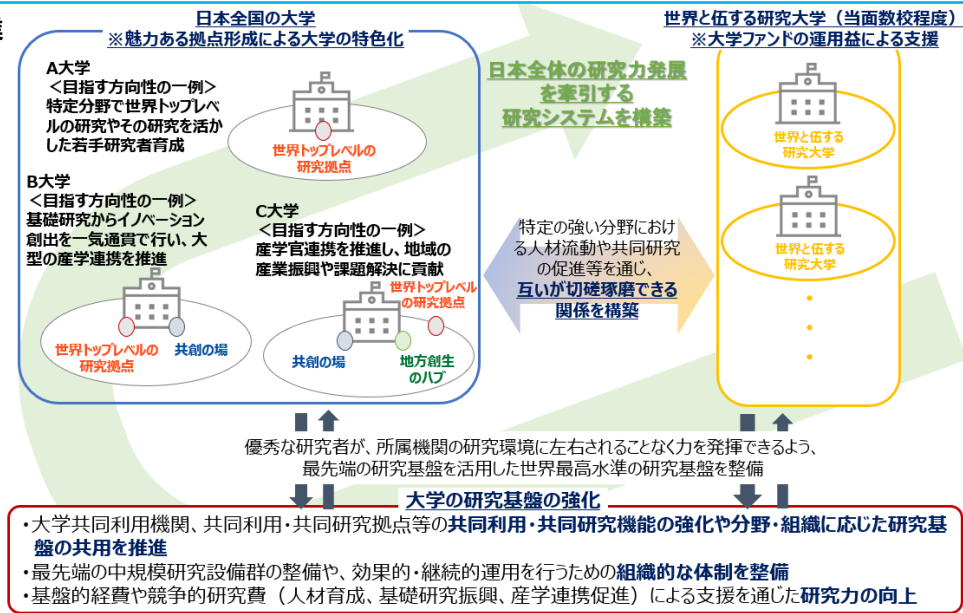 日本全国の大学
※魅力ある拠点形成による大学の特色化
世界と伍する研究大学（当面数校程度）
※大学ファンドの運用益による支援
A大学
＜目指す方向性の一例＞
特定分野で世界トップレベ
ルの研究やその研究を活か
した若手研究者育成
世界トップレベルの
研究拠点
B大学
＜目指す方向性の一例＞
基礎研究からイノベーション
創出を一気通貫で行い、大
型の産学連携を推進
世界トップレベルの
研究拠点
共創の場
C大学
＜目指す方向性の一例＞
産学官連携を推進し、地域の
産業振興や課題解決に貢献
世界トップレベル
の研究拠点
共創の場
地方創生
のハブ
日本全体の研究力発展
を牽引する
研究システムを構築
特定の強い分野におけ
る人材流動や共同研究
の促進等を通じ、
互いが切磋琢磨できる
関係を構築
世界と伍する
研究大学
世界と伍する
研究大学
・
・
・
優秀な研究者が、所属機関の研究環境に左右されることなく力を発揮できるよう、
最先端の研究基盤を活用した世界最高水準の研究基盤を整備
大学の研究基盤の強化
・大学共同利用機関、共同利用・共同研究拠点等の共同利用・共同研究機能の強化や分野・組織に応じた研究基
盤の共用を推進
・最先端の中規模研究設備群の整備や、効果的・継続的運用を行うための組織的な体制を整備
・基盤的経費や競争的研究費（人材育成、基礎研究振興、産学連携促進）による支援を通じた研究力の向上